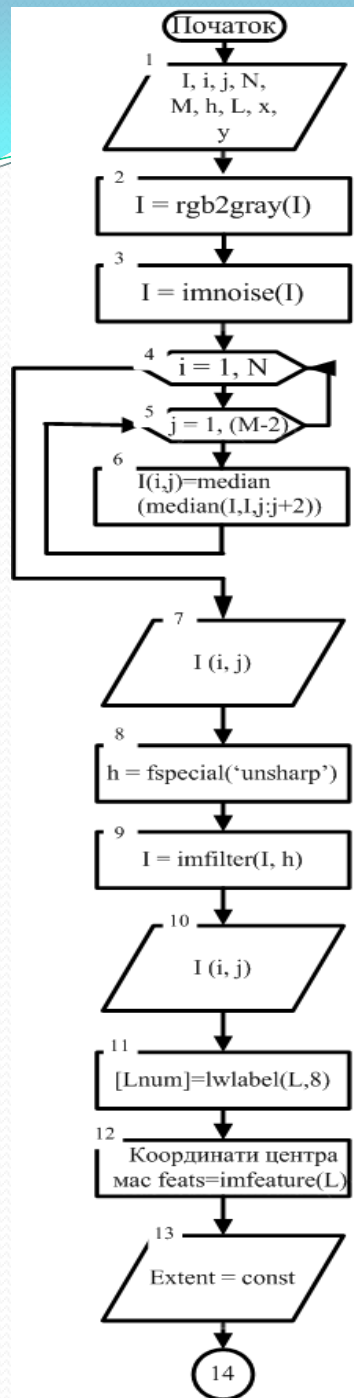 Початок
1
I, i, j, N,
M, h, L, x,
y
2
I = rgb2gray(I)
3
I = imnoise(I)
4
i = 1, N
5
j = 1, (M-2)
6
I(i,j)=median
(median(I,I,j:j+2))
7
I (i, j)
8
h = fspecial(‘unsharp’)
9
I = imfilter(I, h)
10
I (i, j)
11
[Lnum]=lwlabel(L,8)
12
Координати центра
мас feats=imfeature(L)
13
Extent = const
14